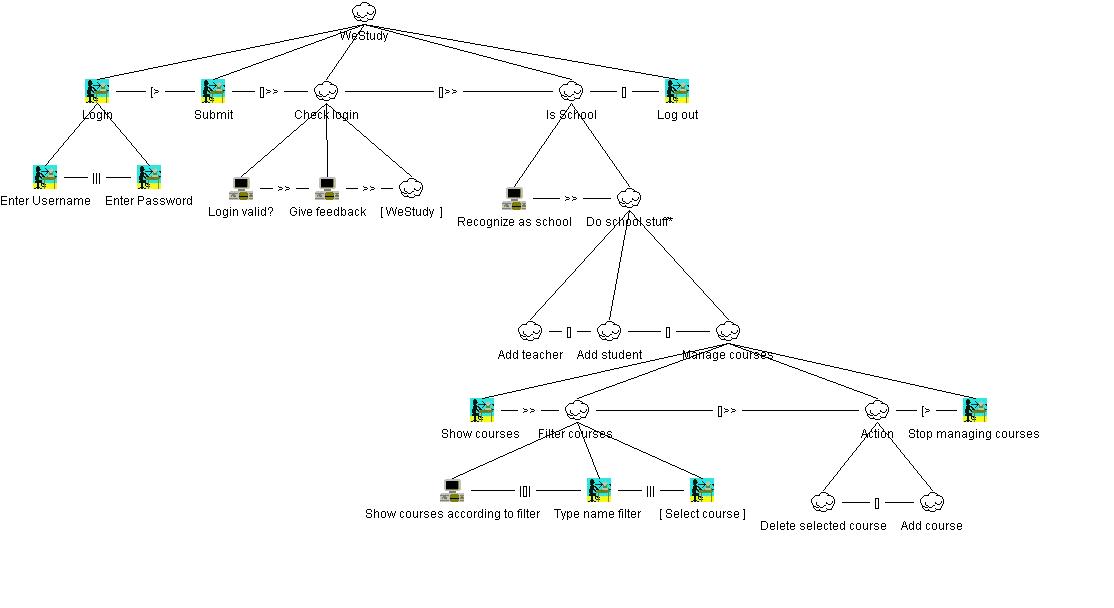 WeStudy
[>
[]>>
[]>>
[]
Login
Submit
Check login
Is School
Log out
|||
Enter Username
Enter Password
>>
>>
Login valid?
Give feedback
[ WeStudy ]
>>
Recognize as school
Do school stuff*
[]
[]
Add teacher
Add student
Manage courses
>>
[]>>
[>
Show courses
Filter courses
Action
Stop managing courses
|[]|
|||
[]
Show courses according to filter
Type name filter
[ Select course ]
Delete selected course
Add course